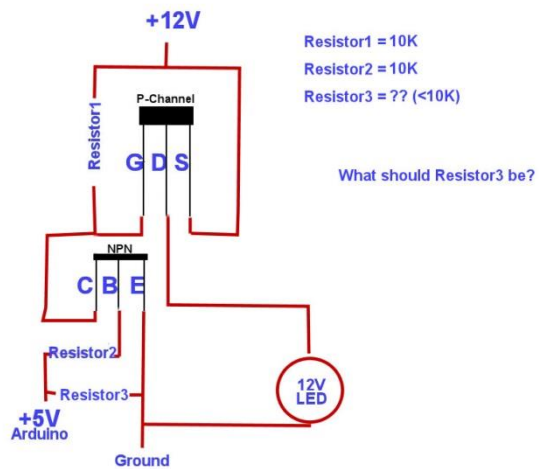 +12V
Resistor1 = 10K
Resistor2 = 10K
Resistor3 = ?? (<10K)
P-Channel
Resistor1
G D S
What should Resistor3 be?
NPN
C B E
Resistor2
12V
LED
Resistor3
+5V
Arduino
Ground